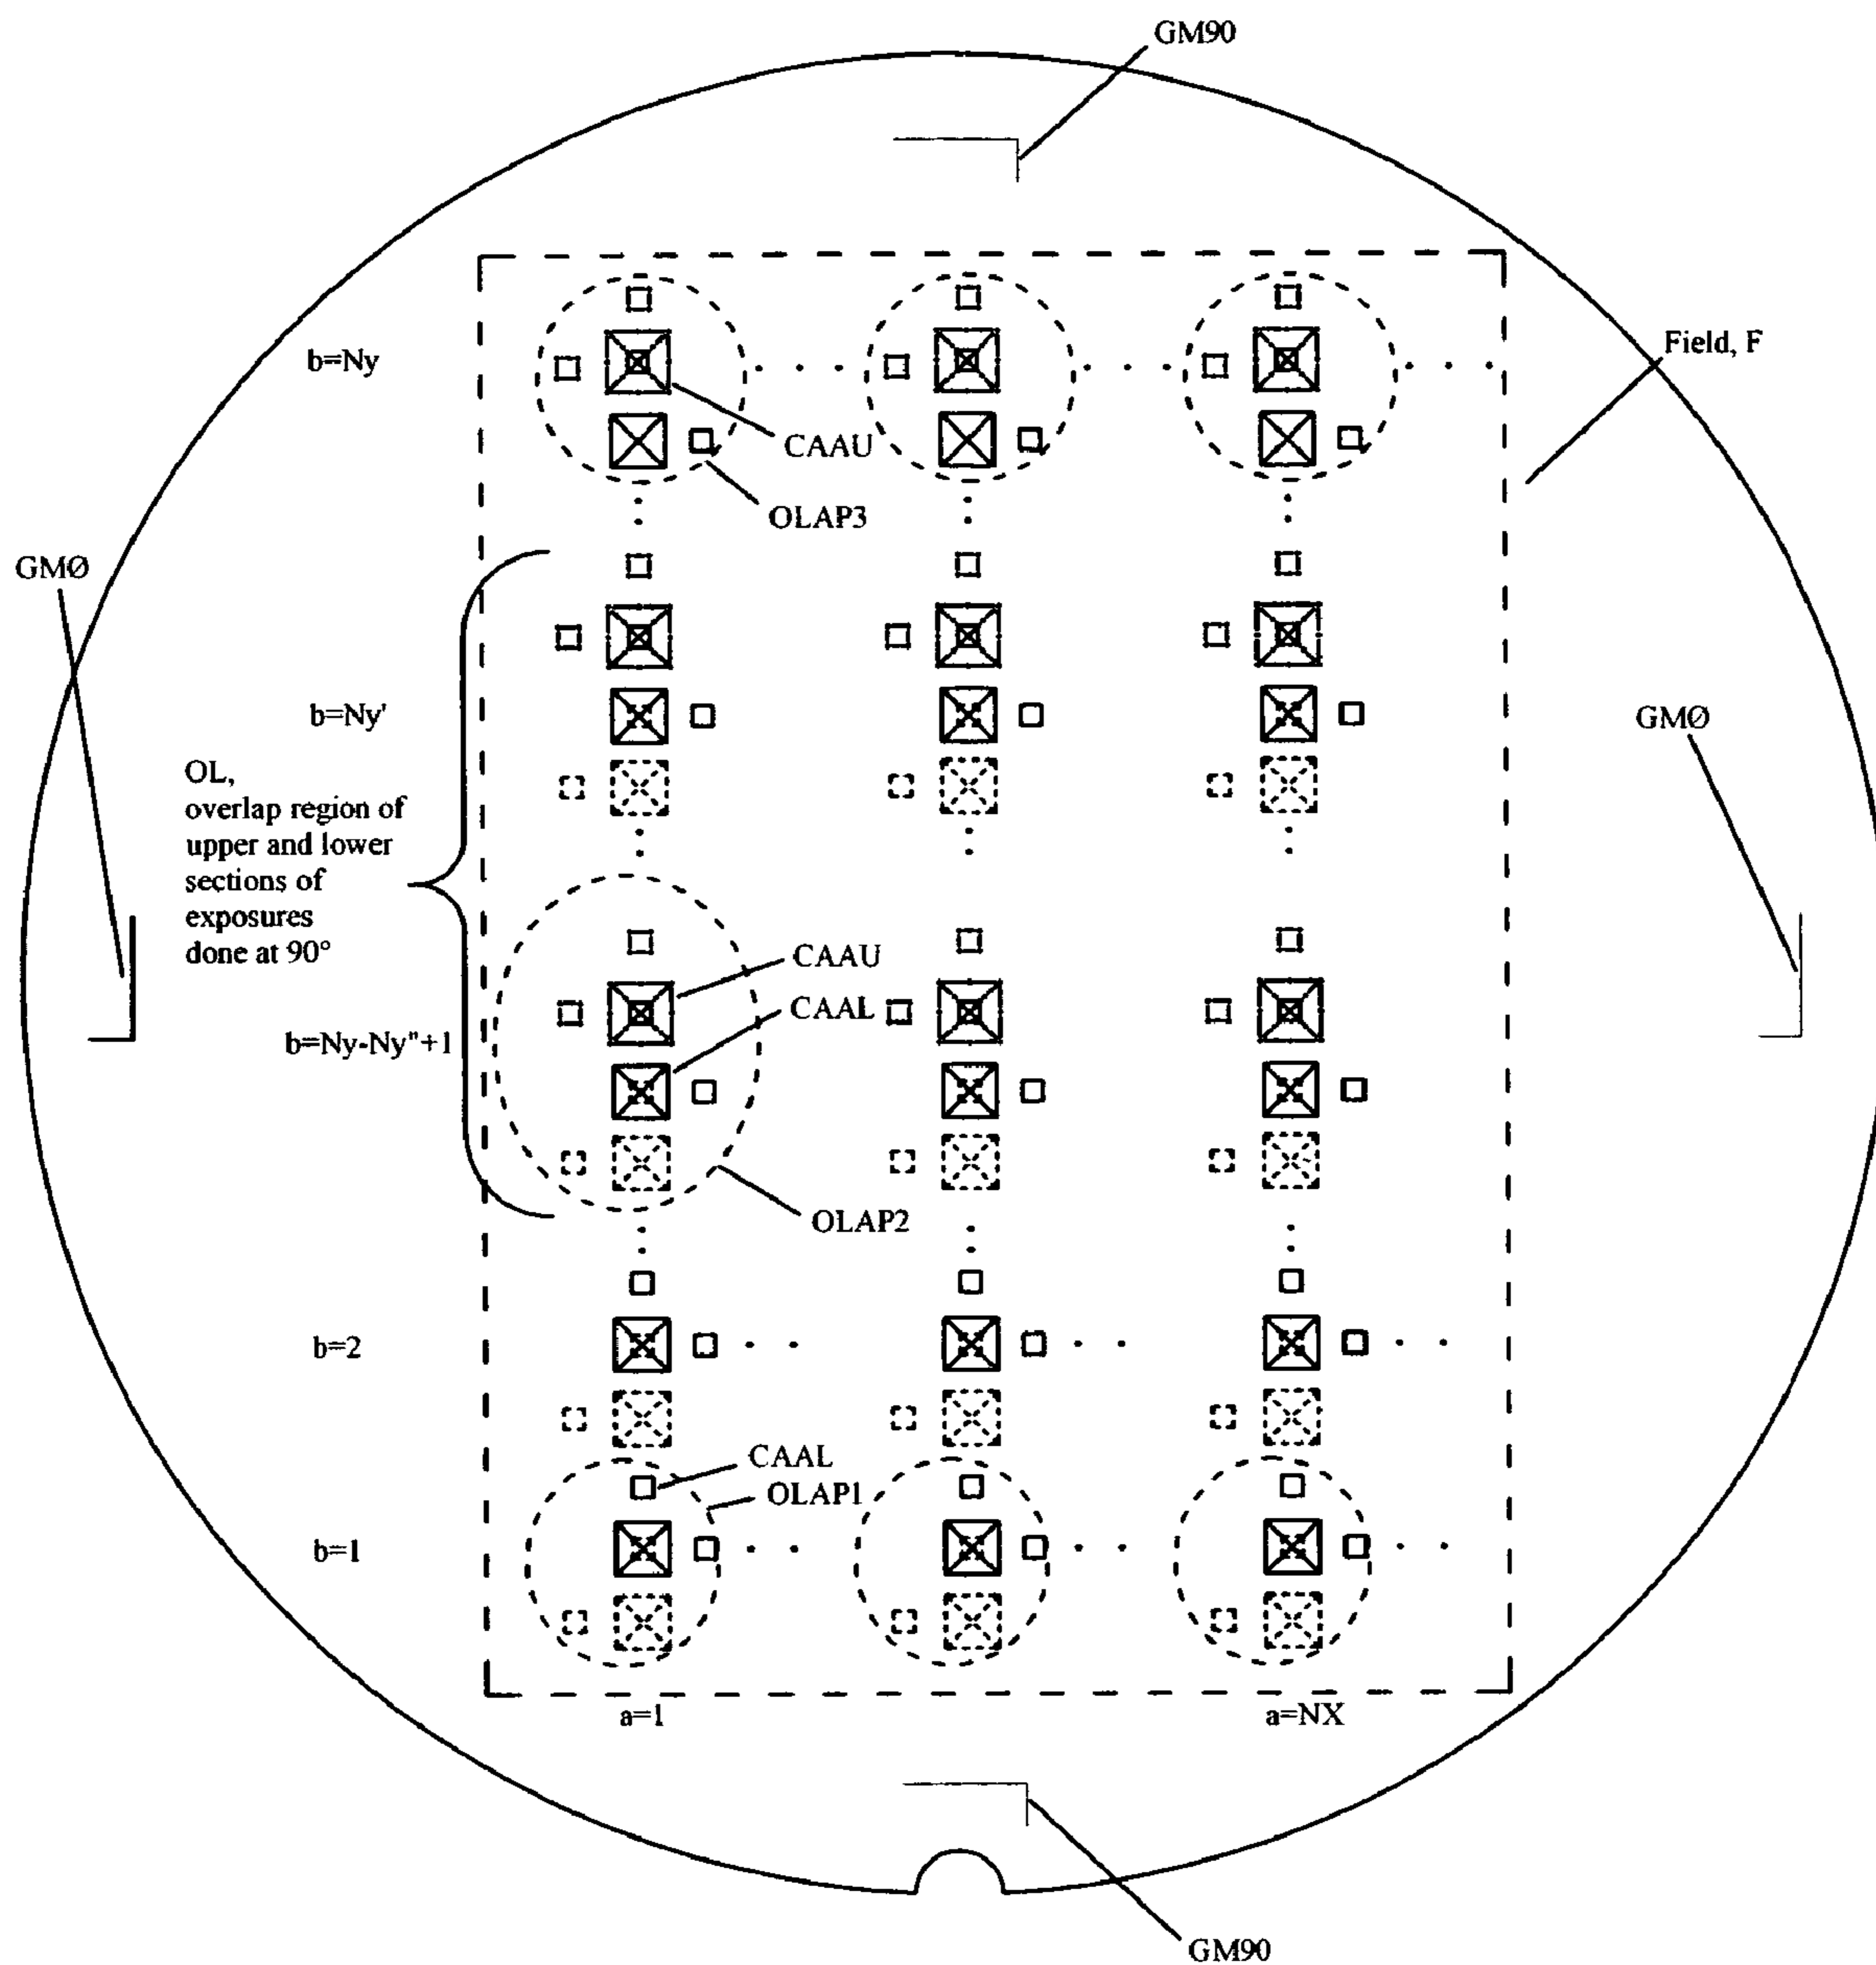 GM90
b=Ny
Field, F
CAAU
OLAP3
GMØ
b=Ny'
GMØ
OL,
overlap region of
upper and lower
sections of
exposures
done at 90°
CAAU
CAAL
b=Ny-Ny"+1
OLAP2
b=2
CAAL
OLAP1
b=1
a=1
a=NX
GM90